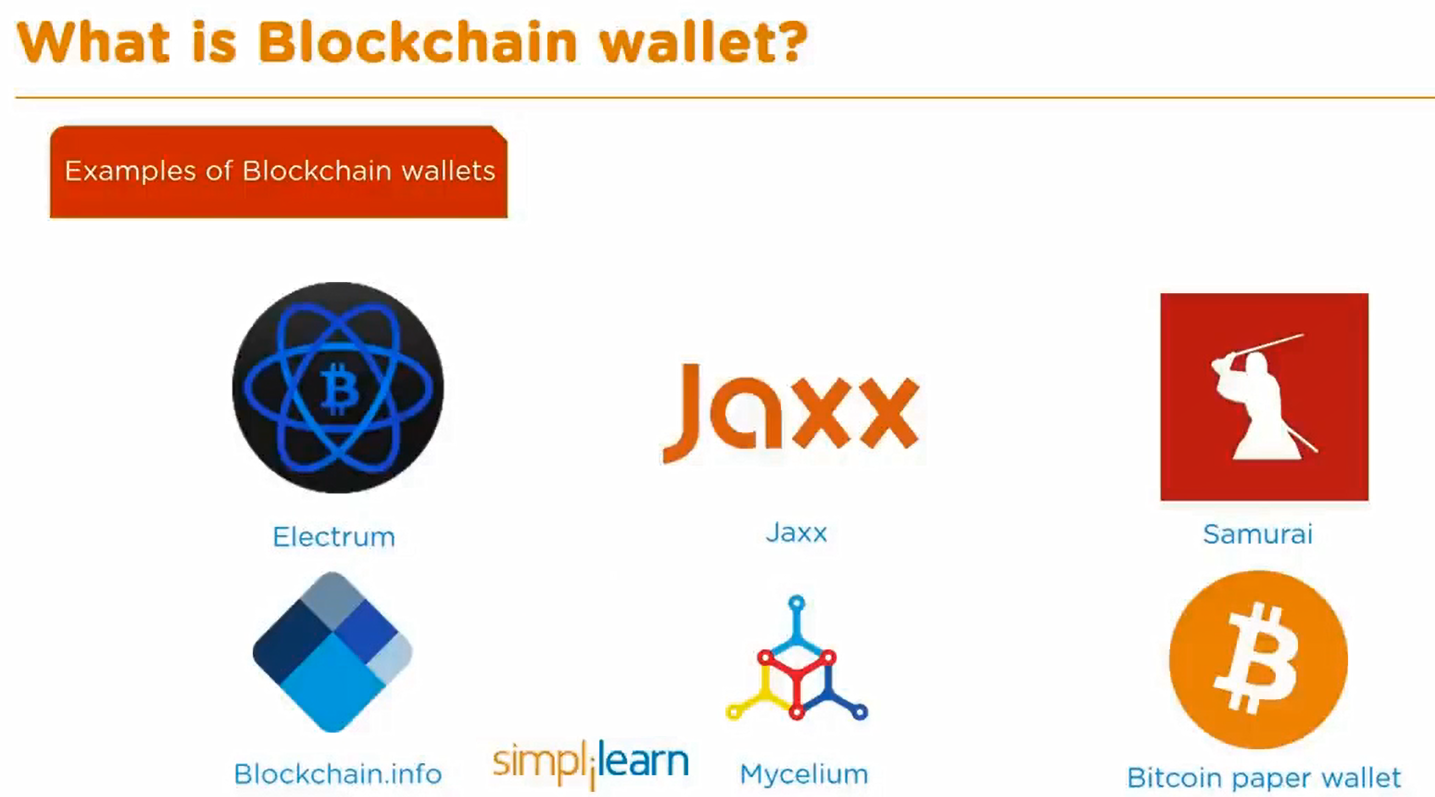 What is Blockchain wallet?
Examples of Blockchain wallets
Jaxx
Electrum
Jaxx
Samurai
Blockchain.info
simplilearn
Mycelium
Bitcoin paper wallet